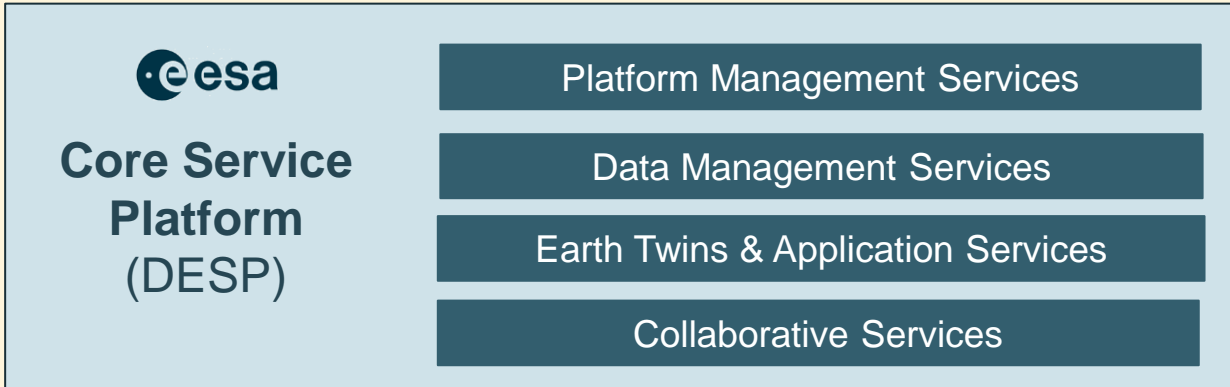 esa
Core Service
Platform
(DESP)
Platform Management Services
Data Management Services
Earth Twins & Application Services
Collaborative Services